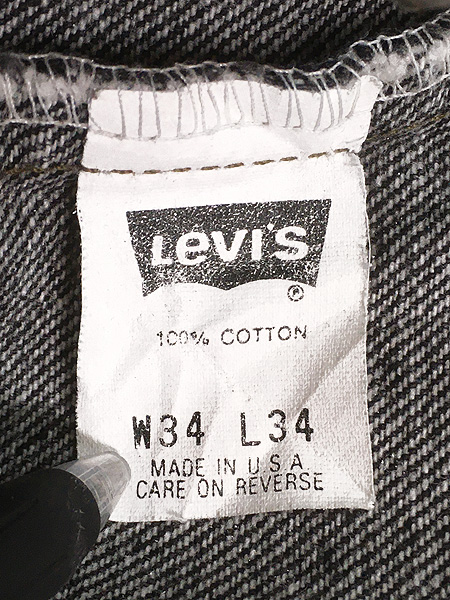 Levi's
®
100% COTTON
W34 L34
MADE IN U S A
CARE ON REVERSE